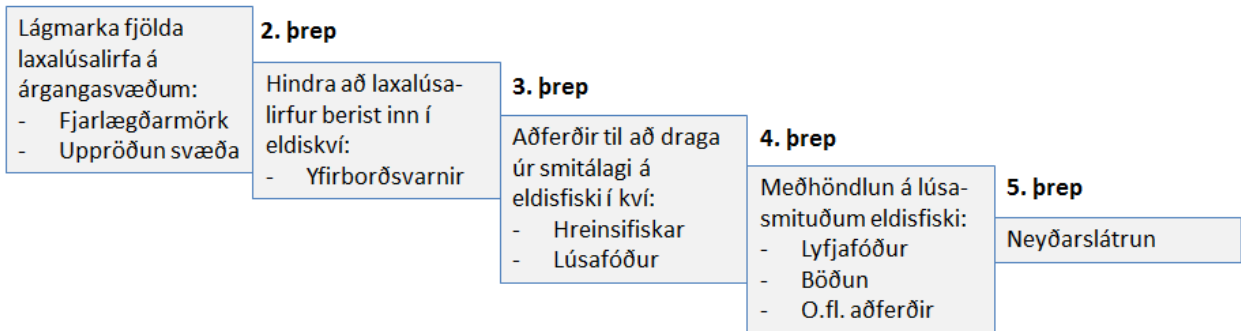 Lágmarka fjölda
laxalúsalirfa á
árgangasvæðum:
- Fjarlægðarmörk
- Uppröðun svæða
2. þrep
Hindra að laxalúsa-
lirfur berist inn í
eldiskví:
- Yfirborðsvarnir
3. þrep
Aðferðir til að draga
úr smitálagi á
eldisfiski í kví:
- Hreinsifiskar
- Lúsafóður
4. þrep
Meðhöndlun á lúsa-
smituðum eldisfiski:
- Lyfjafóður
- Böðun
- O.fl. aðferðir
5. þrep
Neyðarslátrun